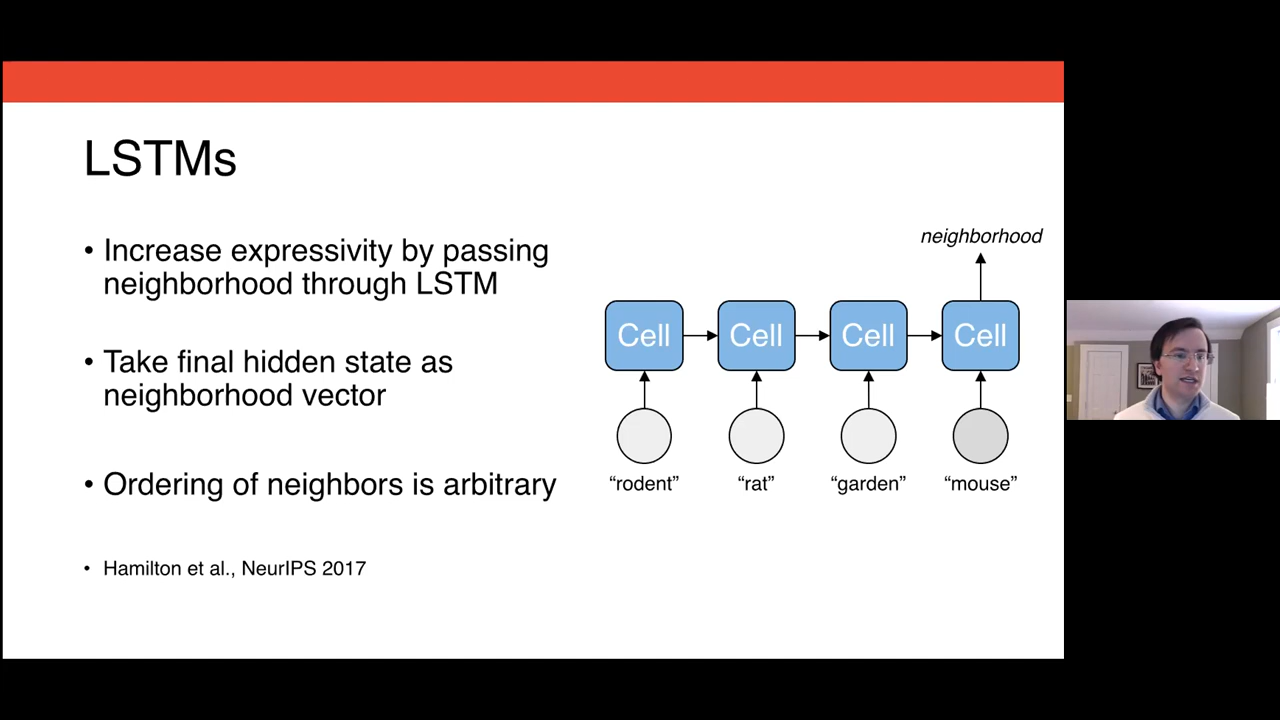 LSTMs
• Increase expressivity by passing
neighborhood through LSTM
• Take final hidden state as
neighborhood vector
• Ordering of neighbors is arbitrary
• Hamilton et al., NeurIPS 2017
neighborhood
Cell Cell Cell Cell
“rodent” “rat” “garden” “mouse”